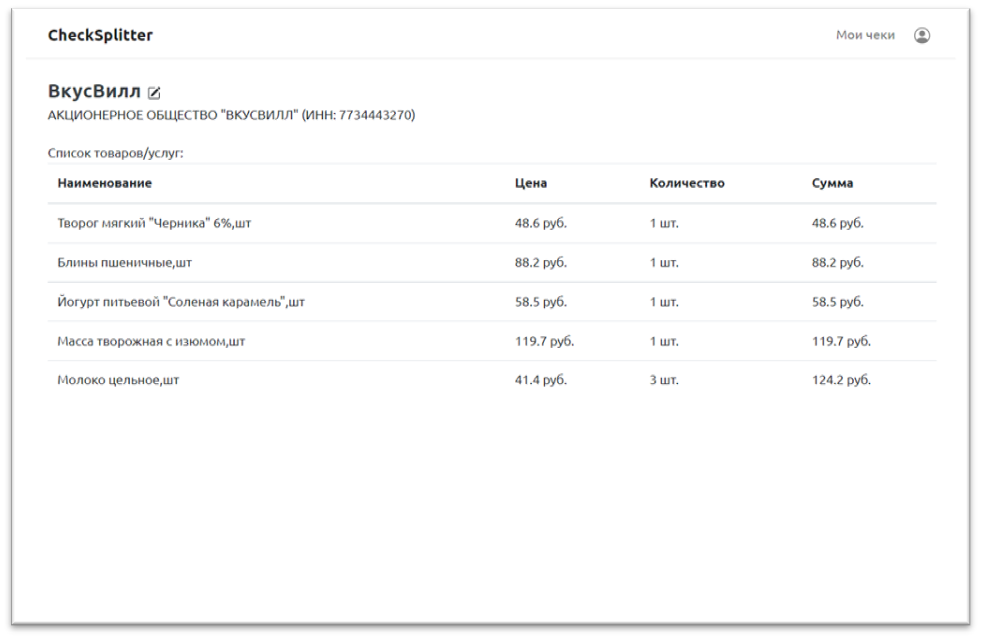 CheckSplitter Мои чеки
ВкусВилл
АКЦИОНЕРНОЕ ОБЩЕСТВО "ВКУСВИЛЛ" (ИНН: 7734443270)
Список товаров/услуг:
Наименование Цена Количество Сумма
Творог мягкий "Черника" 6%,шт 48.6 руб. 1 шт. 48.6 руб.
Блины пшеничные,шт 88.2 руб. 1 шт. 88.2 руб.
Йогурт питьевой "Соленая карамель",шт 58.5 руб. 1 шт. 58.5 руб.
Масса творожная с изюмом,шт 119.7 руб. 1 шт. 119.7 руб.
Молоко цельное,шт 41.4 руб. 3 шт. 124.2 руб.